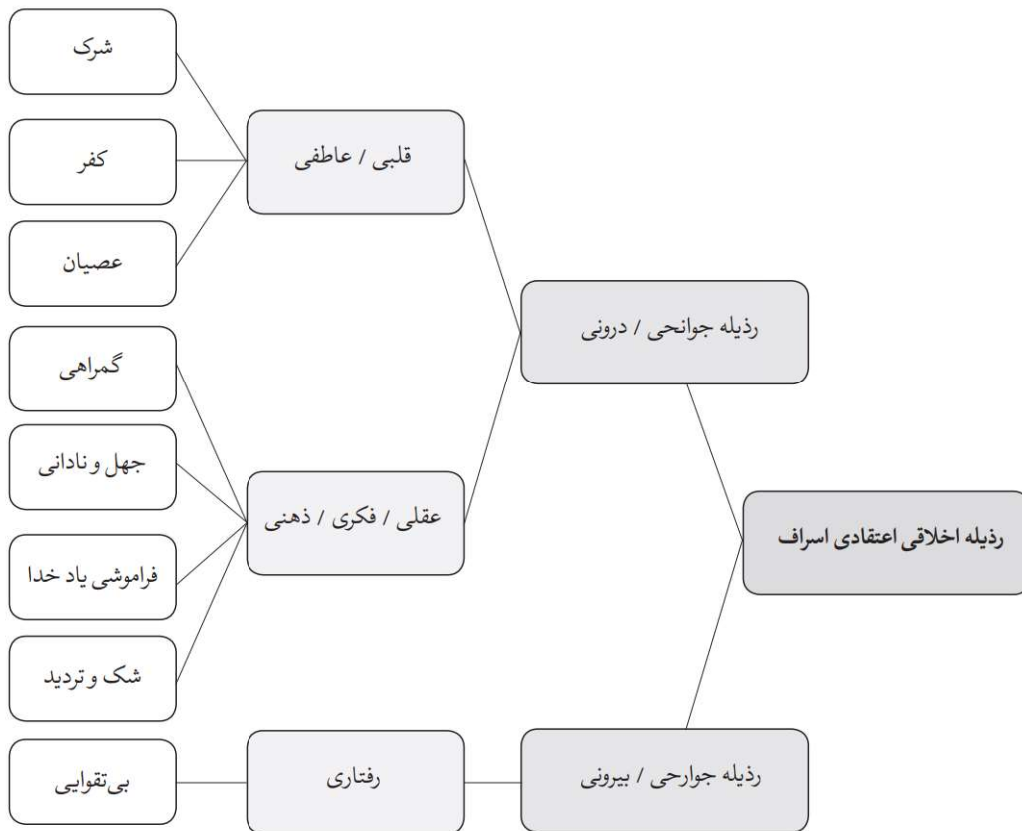 رذیله اخلاقی اعتقادی اسراف
رذیله جوانحی / درونی
قلبی / عاطفی
شرک
کفر
عصیان
عقلی / فکری / ذهنی
گمراهی
جهل و نادانی
فراموشی یاد خدا
شک و تردید
رذیله جوارحی / بیرونی
رفتاری
بی‌تقوایی